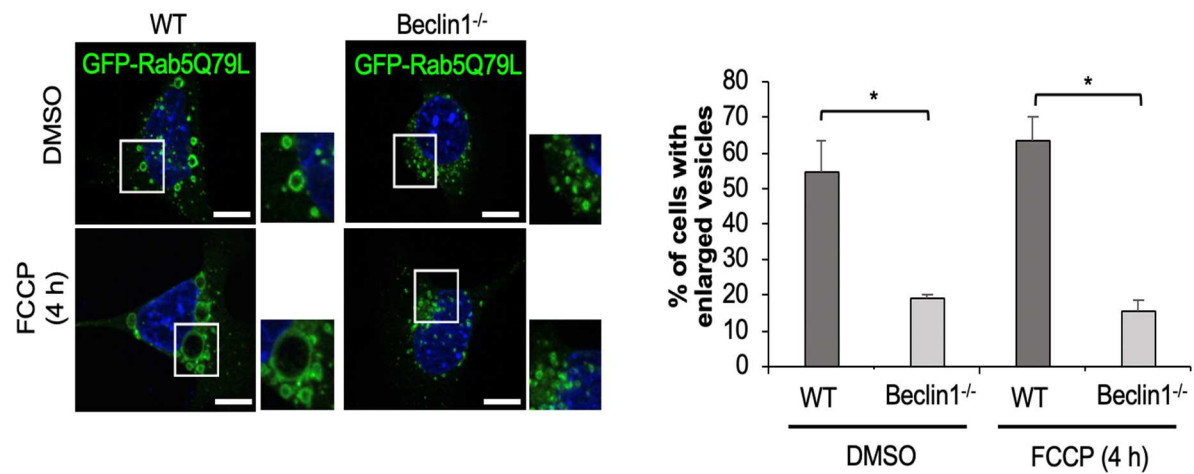 WT
Beclin1-/-
GFP-Rab5Q79L
GFP-Rab5Q79L
DMSO
FCCP
(4 h)
% of cells with
enlarged vesicles
80
70
60
50
40
30
20
10
0
*
*
WT
Beclin1-/-
WT
Beclin1-/-
DMSO
FCCP (4 h)